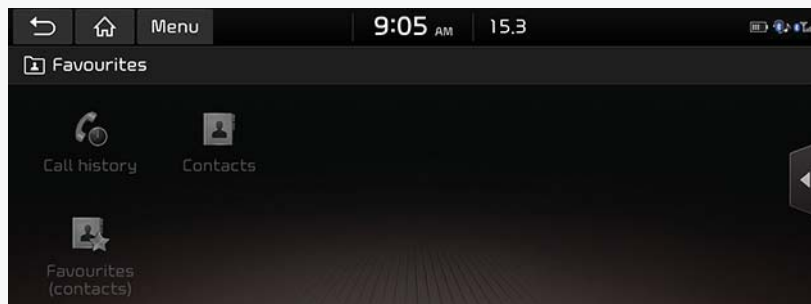 Menu
9:05 AM
15.3
Favourites
Call history
Contacts
Favourites
(contacts)